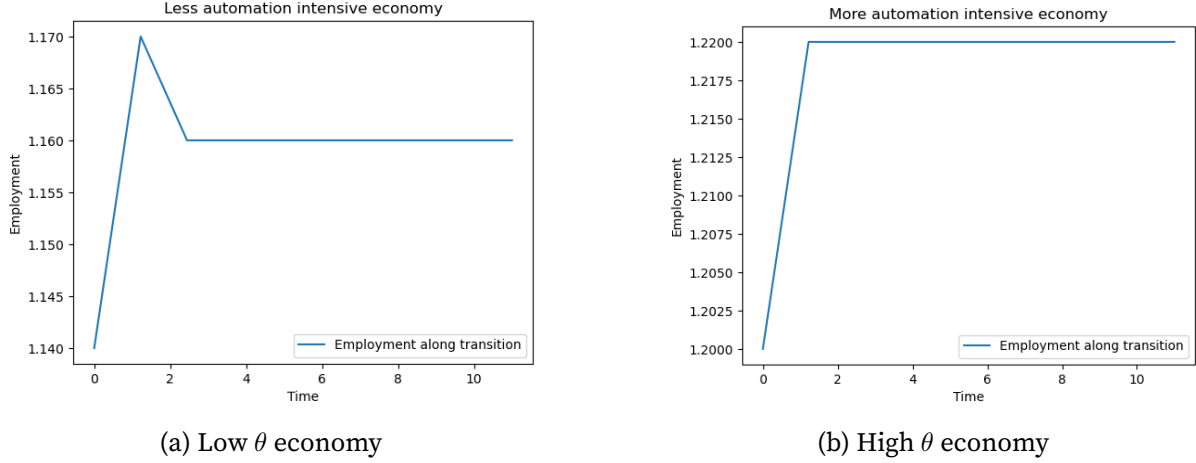 Less automation intensive economy
1.170
1.165
1.160
1.155
1.150
1.145
1.140
Employment
0 2 4 6 8 10
Time
Employment along transition
(a) Low θ economy
More automation intensive economy
1.2200
1.2175
1.2150
1.2125
1.2100
1.2075
1.2050
1.2025
1.2000
Employment
0 2 4 6 8 10
Time
Employment along transition
(b) High θ economy